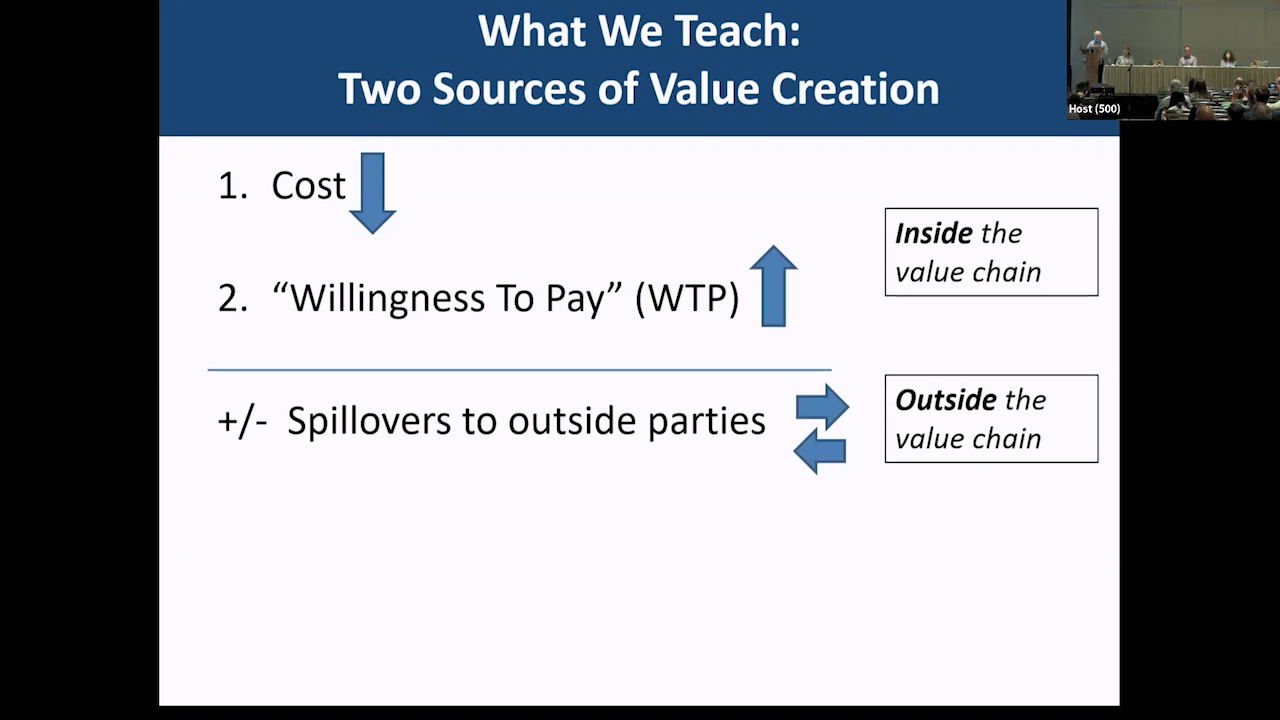 What We Teach:
Two Sources of Value Creation
Host (500)
1. Cost
Inside the
value chain
2. “Willingness To Pay” (WTP)
+/- Spillovers to outside parties
Outside the
value chain